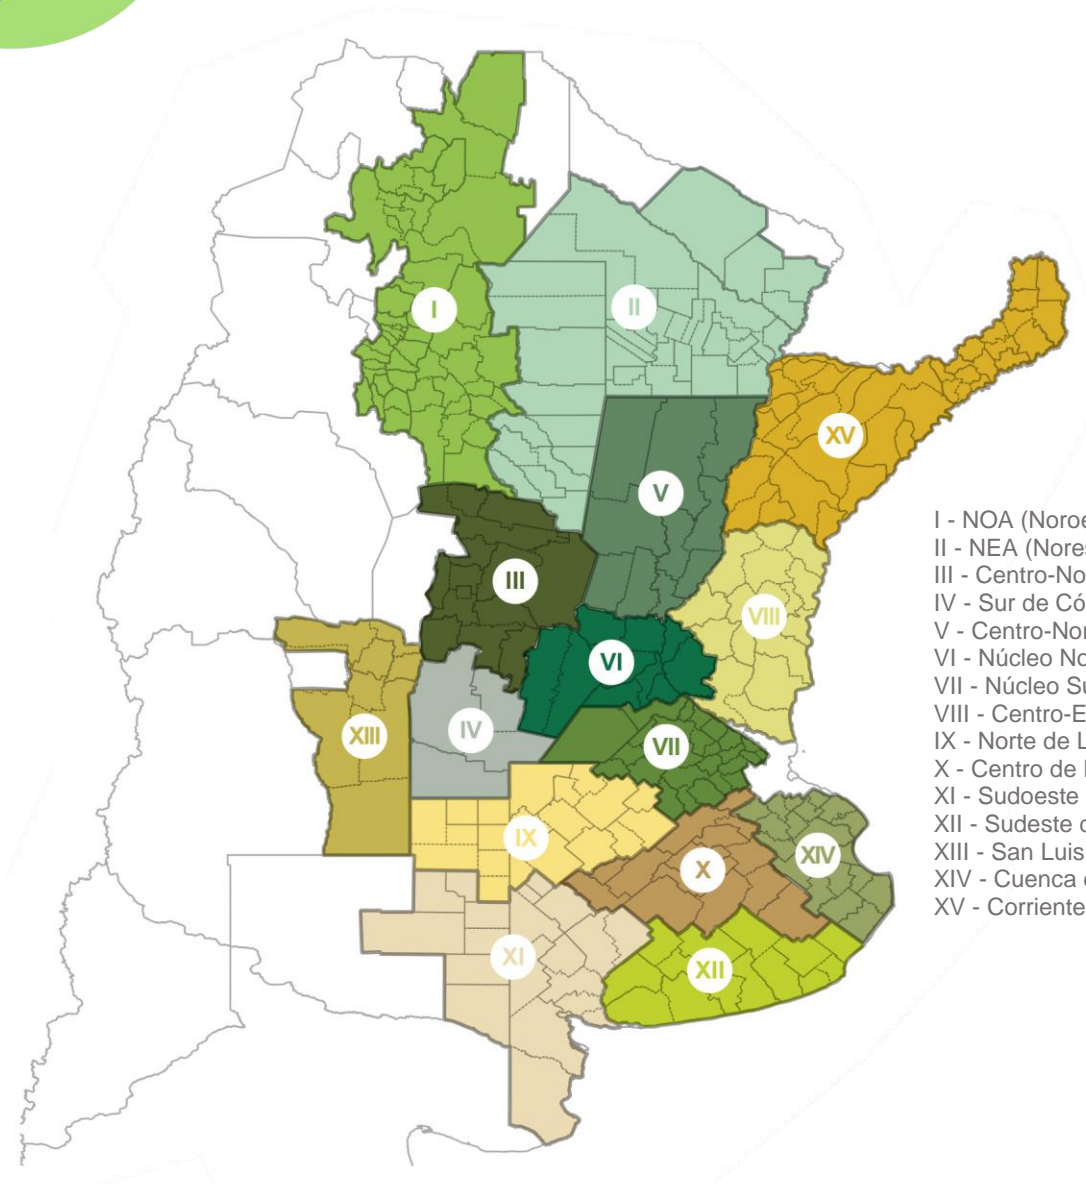 I
II
XV
V
III
VIII
VI
IV
XIII
VII
IX
XIV
X
XI
XII
I - NOA (Noroe
II - NEA (Nores
III - Centro-No
IV - Sur de Có
V - Centro-Nor
VI - Núcleo No
VII - Núcleo Su
VIII - Centro-E
IX - Norte de L
X - Centro de
XI - Sudoeste
XII - Sudeste
XIII - San Luis
XIV - Cuenca
XV - Corriente